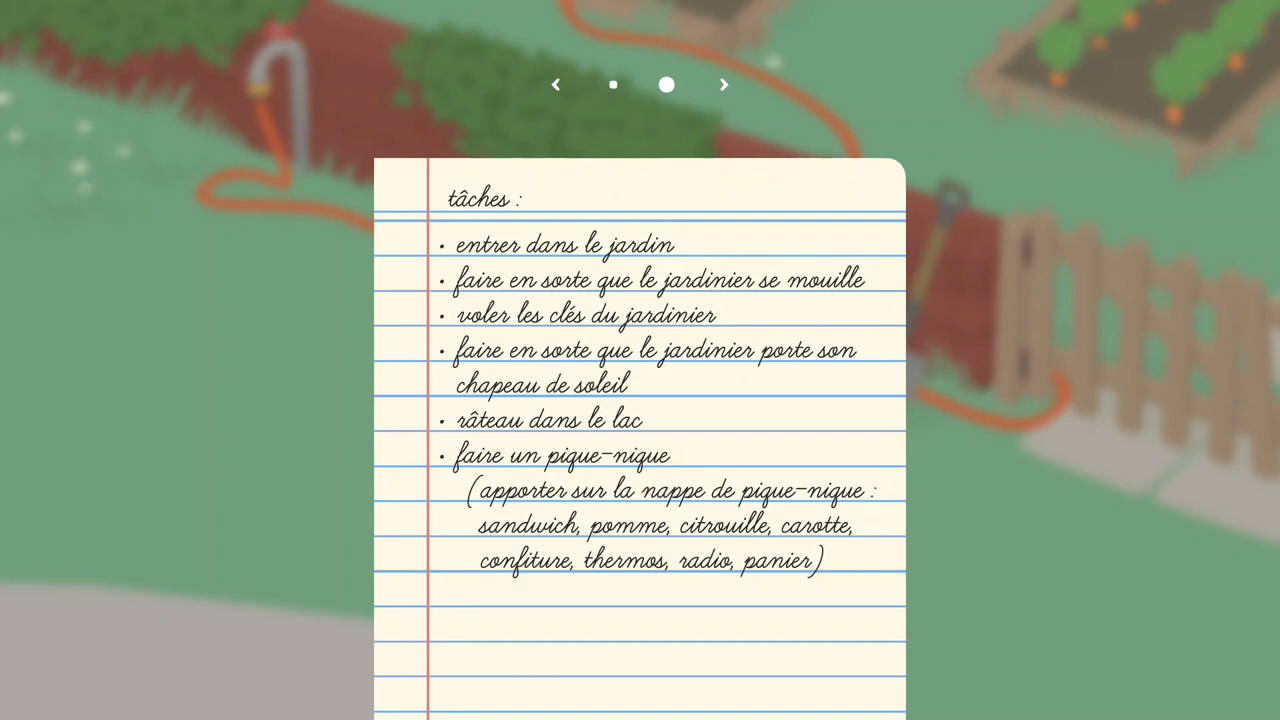 tâches :
• entrer dans le jardin
• faire en sorte que le jardinier se mouille
• voler les clés du jardinier
• faire en sorte que le jardinier porte son
chapeau de soleil
• râteau dans le lac
• faire un pique-nique
(apporter sur la nappe de pique-nique :
sandwich, pomme, citrouille, carotte,
confiture, thermos, radio, panier)